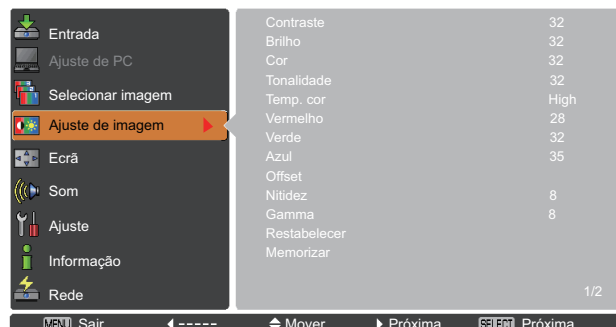 Entrada
Ajuste de PC
Selecionar imagem
Ajuste de imagem
Ecrã
Som
Ajuste
Informação
Rede
Contraste 32
Brilho 32
Cor 32
Tonalidade 32
Temp. cor High
Vermelho 28
Verde 32
Azul 35
Offset
Nitidez 8
Gamma 8
Restabelecer
Memorizar
1/2
MENU Sair ----- Mover Próxima SELECT Próxima